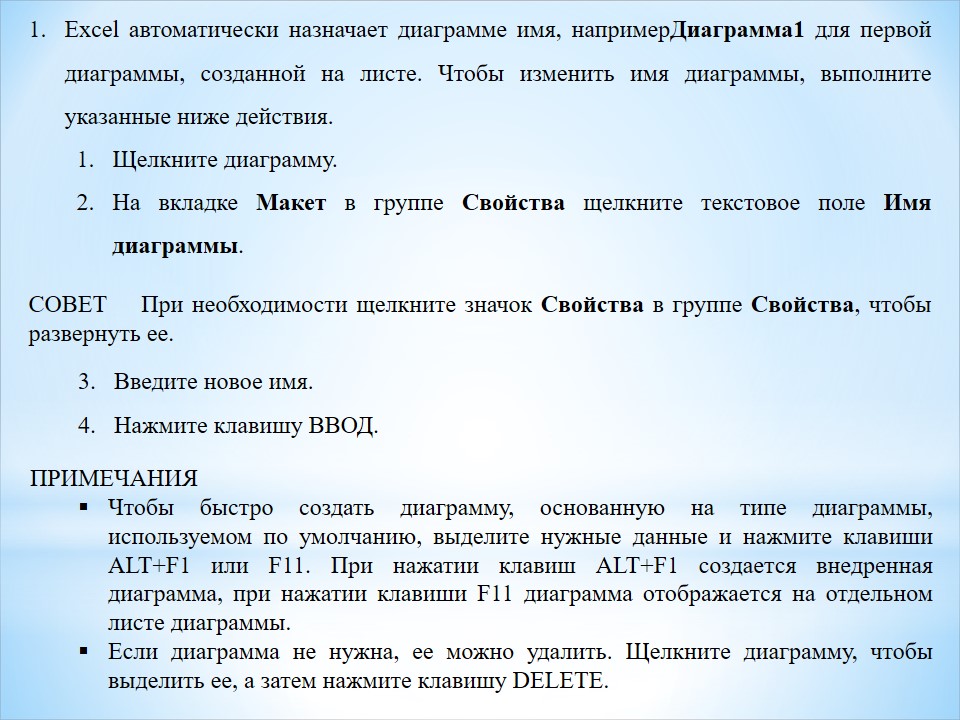 1. Excel автоматически назначает диаграмме имя, напримерДиаграмма1 для первой
диаграммы, созданной на листе. Чтобы изменить имя диаграммы, выполните
указанные ниже действия.
1. Щелкните диаграмму.
2. На вкладке Макет в группе Свойства щелкните текстовое поле Имя
диаграммы.
СОВЕТ При необходимости щелкните значок Свойства в группе Свойства, чтобы
развернуть ее.
3. Введите новое имя.
4. Нажмите клавишу ВВОД.
ПРИМЕЧАНИЯ
▪ Чтобы быстро создать диаграмму, основанную на типе диаграммы,
используемом по умолчанию, выделите нужные данные и нажмите клавиши
ALT+F1 или F11. При нажатии клавиш ALT+F1 создается внедренная
диаграмма, при нажатии клавиши F11 диаграмма отображается на отдельном
листе диаграммы.
▪ Если диаграмма не нужна, ее можно удалить. Щелкните диаграмму, чтобы
выделить ее, а затем нажмите клавишу DELETE.